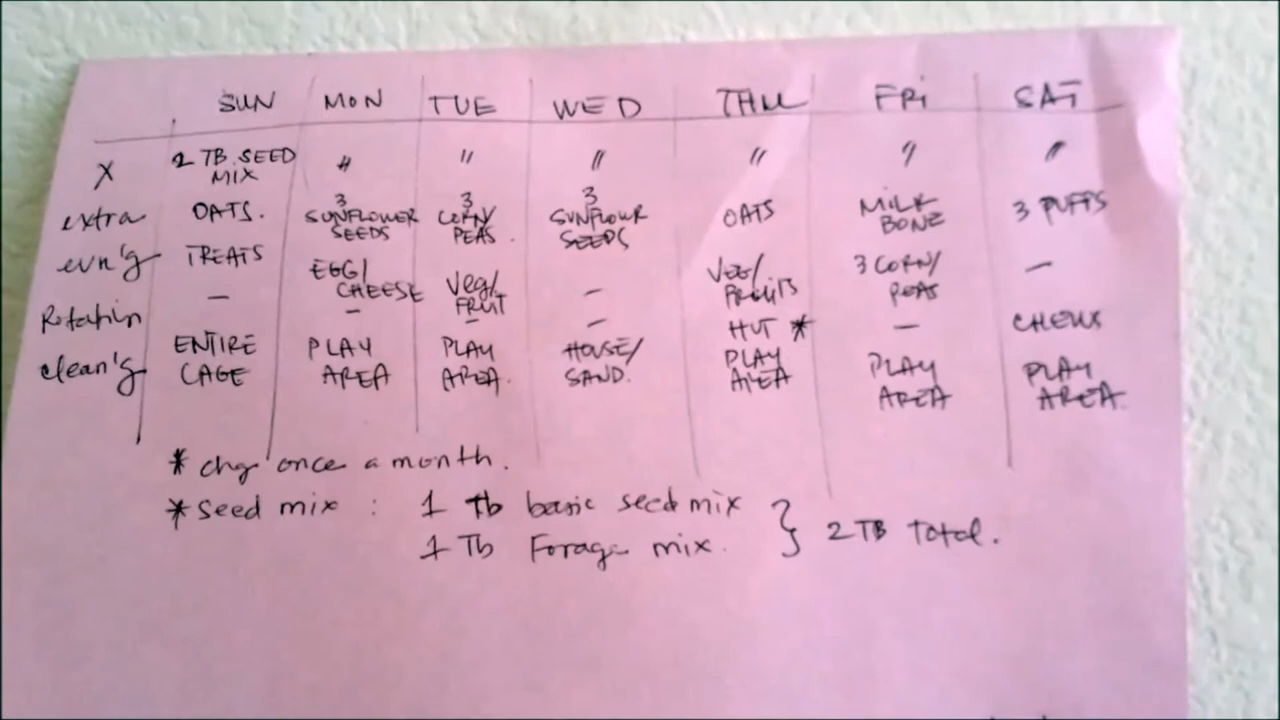 SUN MON TUE WED THU FRI SAT
X 2 TB SEED MIX 〃 〃 〃 〃 〃 〃
extra OATS. 3 SUNFLOWER SEEDS 3 CORN/ PEAS. 3 SUNFLOUR SEEDS OATS MILK BONE 3 PUFFS
evn'g TREATS EGG/ CHEESE Veg/ FRUIT – VEG/ FRUITS 3 CORN/ PEAS –
Rotation – – – – HUT * – CHEWS
clean'g ENTIRE CAGE PLAY AREA PLAY AREA. HOUSE/ SAND. PLAY AREA PLAY AREA PLAY AREA.
* chg once a month.
* seed mix : 1 Tb basic seed mix
1 Tb Forage mix. } 2 TB Total.